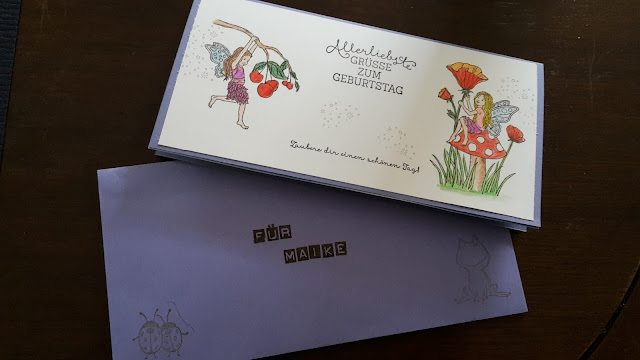 Allerliebste
GRÜSSE
ZUM
GEBURTSTAG
Zaubere dir einen schönen Tag!
FÜR
MAIKE